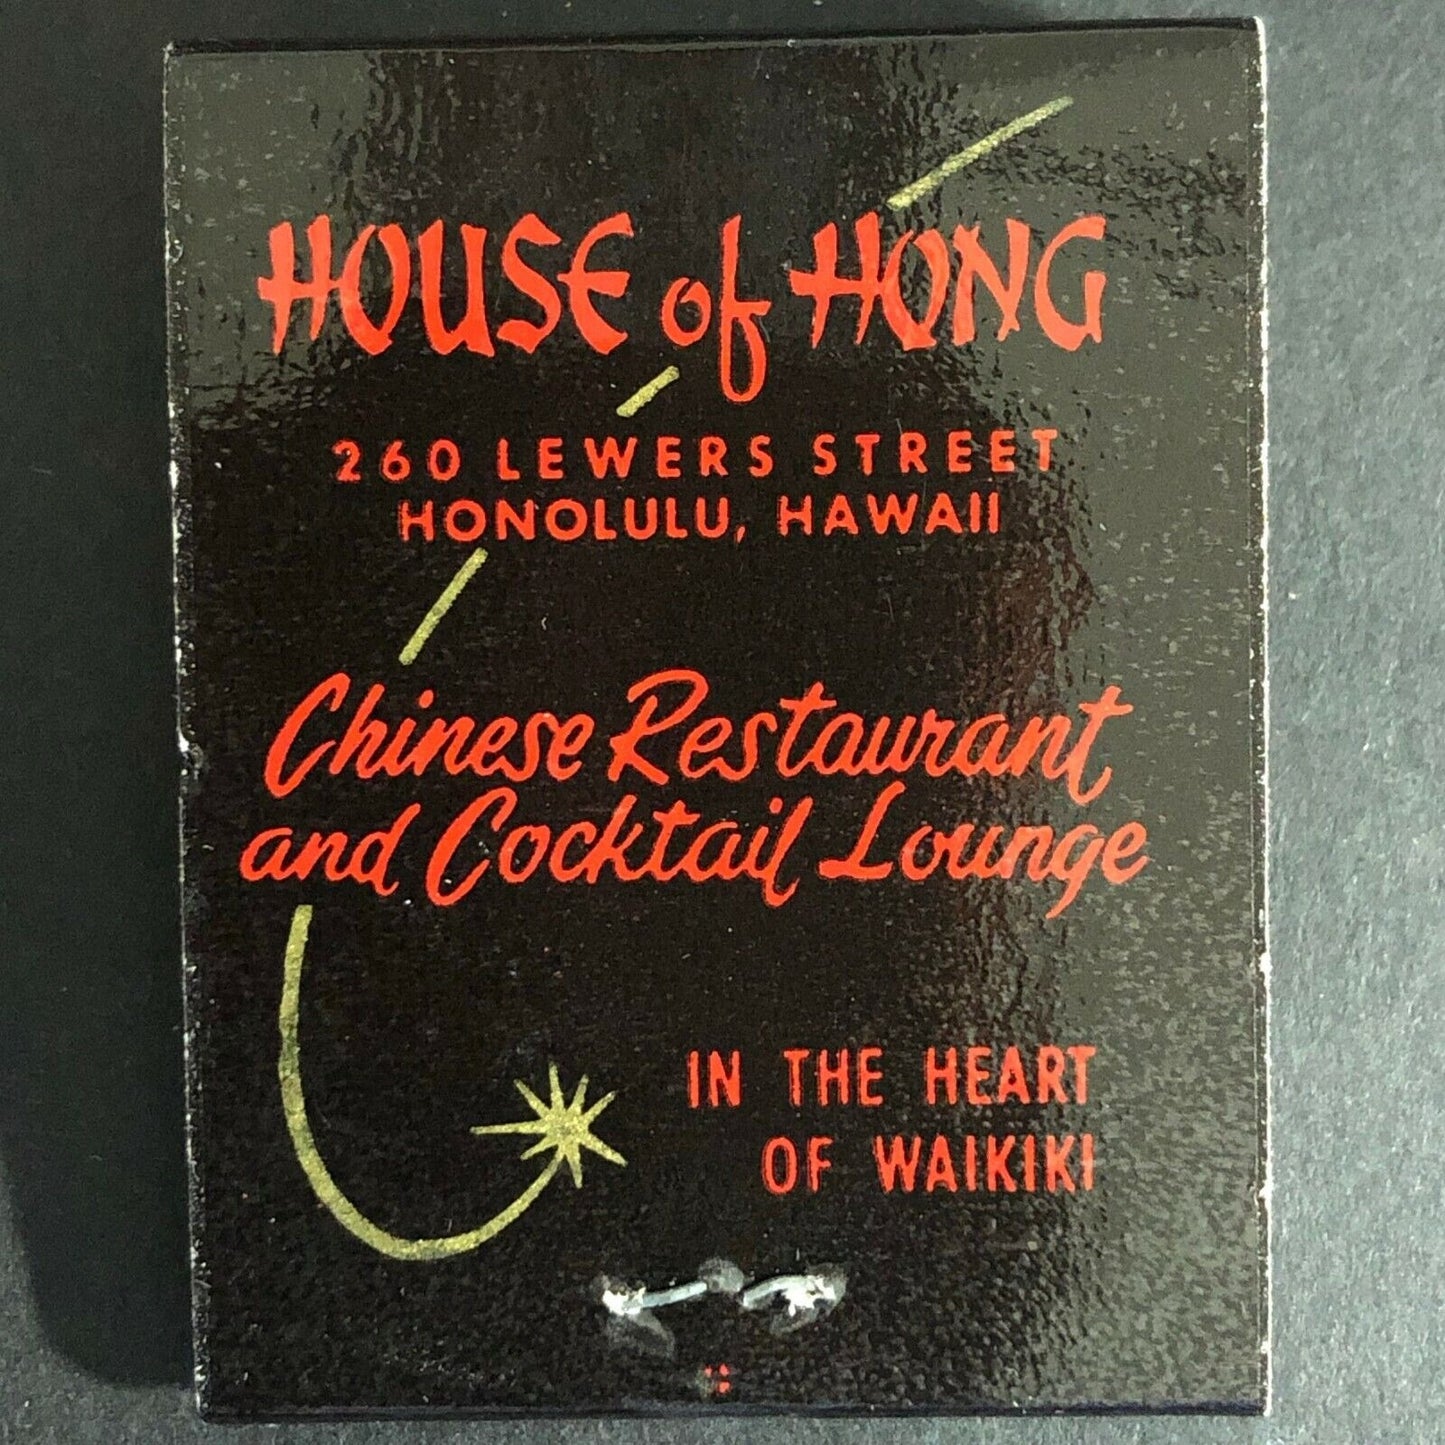 HOUSE of HONG
260 LEWERS STREET
HONOLULU, HAWAII
Chinese Restaurant
and Cocktail Lounge
IN THE HEART
OF WAIKIKI